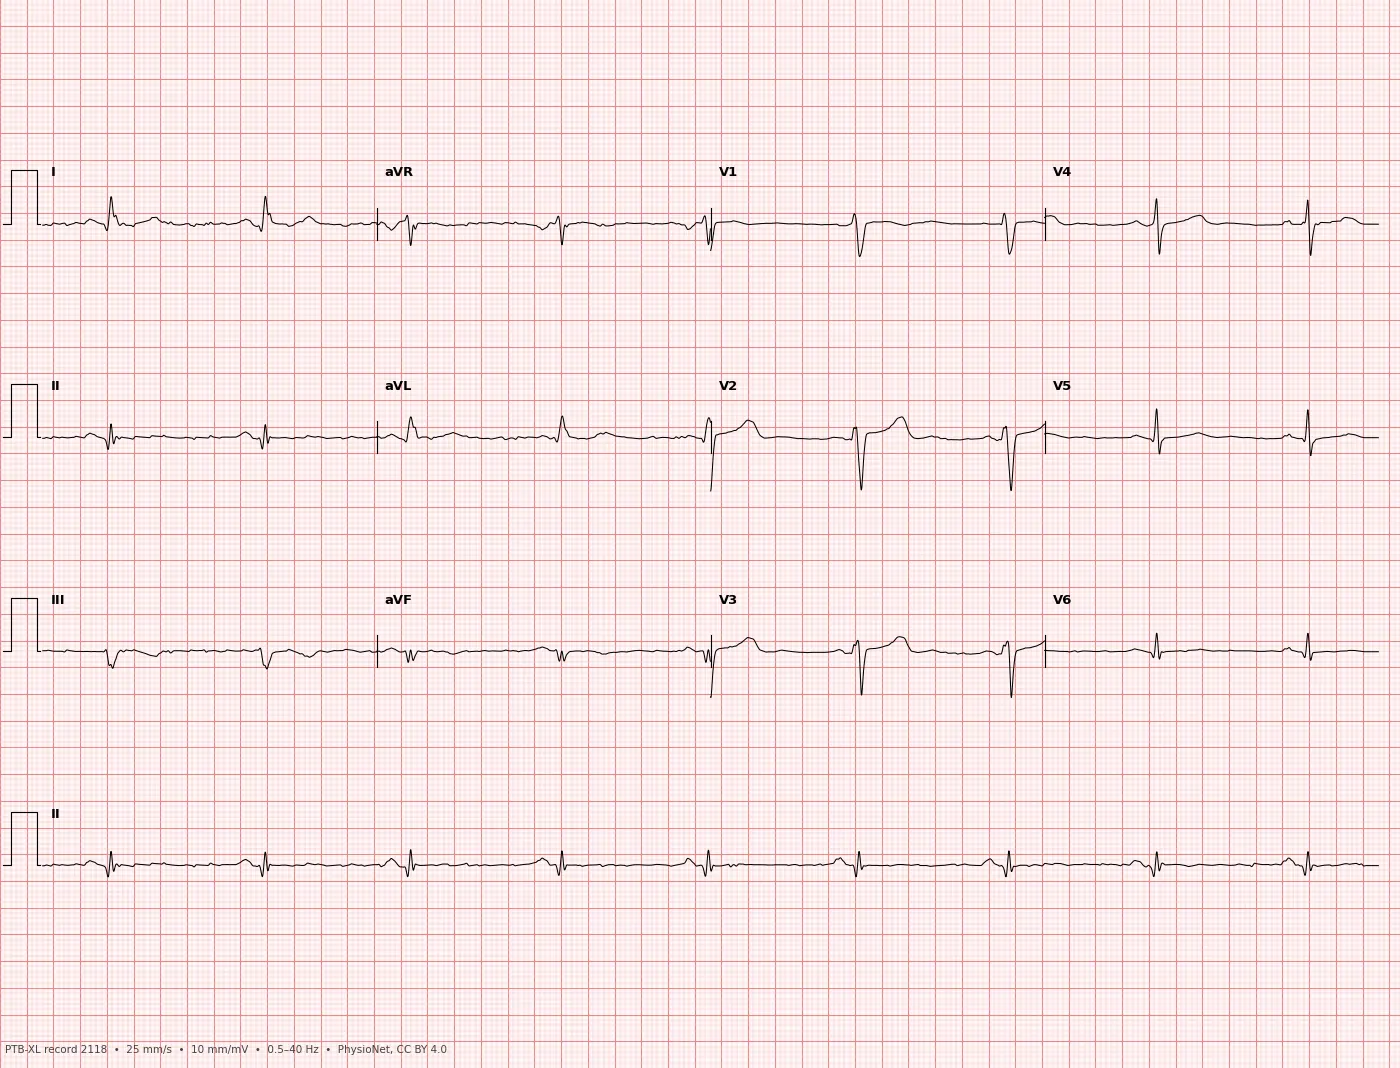 I aVR V1 V4
II aVL V2 V5
III aVF V3 V6
II
PTB-XL record 2118 • 25 mm/s • 10 mm/mV • 0.5–40 Hz • PhysioNet, CC BY 4.0